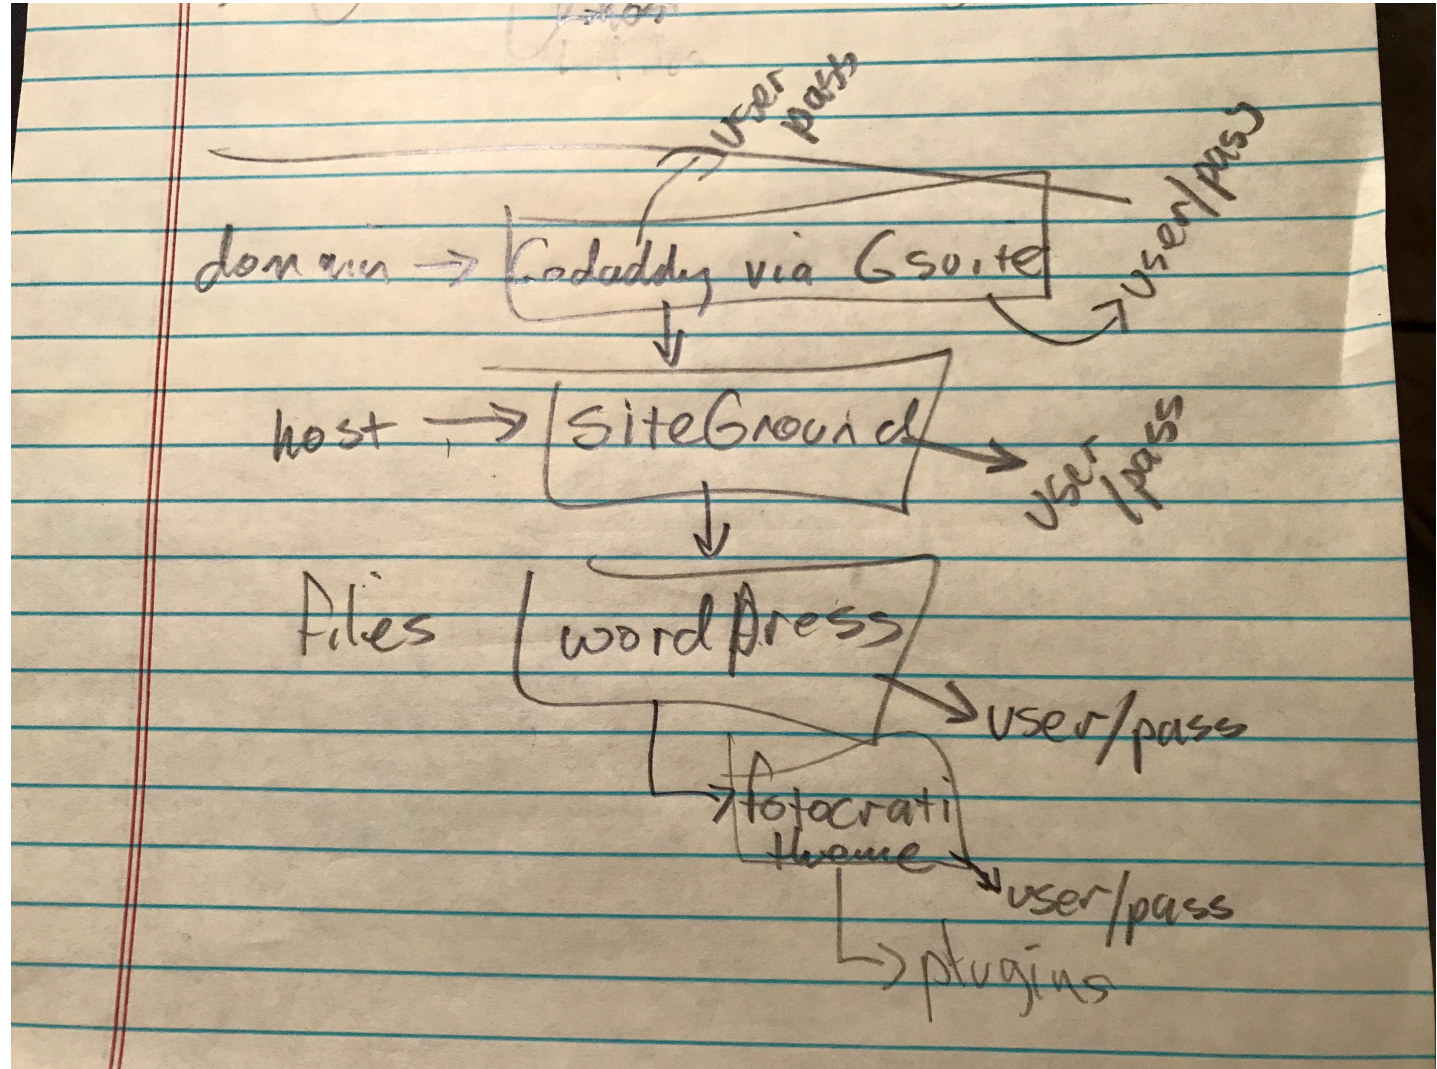 user
pass
user/pass
domain → Godaddy via Gsuite
host → SiteGround
user
/pass
files wordpress
user/pass
fotocrati
theme
user/pass
plugins